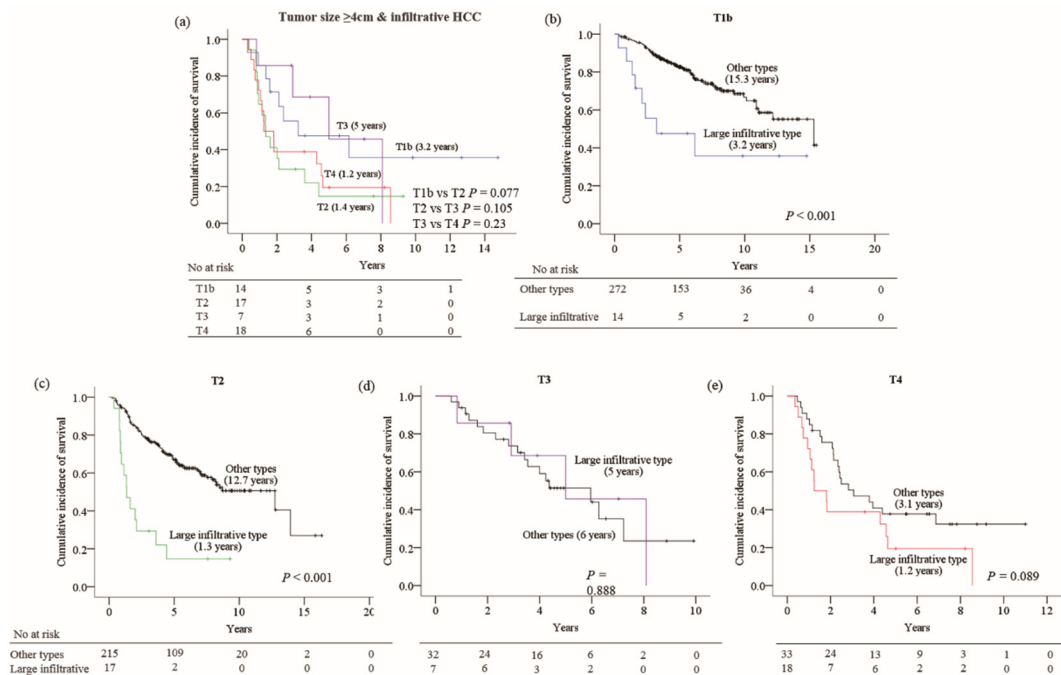 (a)
Tumor size ≥4cm & infiltrative HCC
Cumulative incidence of survival
1.0
0.8
0.6
0.4
0.2
0.0
T3 (5 years)
T1b (3.2 years)
T4 (1.2 years)
T2 (1.4 years)
T1b vs T2 P = 0.077
T2 vs T3 P = 0.105
T3 vs T4 P = 0.23
0 2 4 6 8 10 12 14
Years
No at risk
T1b 14 5 3 1
T2 17 3 2 0
T3 7 3 1 0
T4 18 6 0 0
(b)
T1b
Cumulative incidence of survival
1.0
0.8
0.6
0.4
0.2
0.0
Other types
(15.3 years)
Large infiltrative type
(3.2 years)
P < 0.001
0 5 10 15 20
Years
No at risk
Other types 272 153 36 4 0
Large infiltrative 14 5 2 0 0
(c)
T2
Cumulative incidence of survival
1.0
0.8
0.6
0.4
0.2
0.0
Other types
(12.7 years)
Large infiltrative type
(1.3 years)
P < 0.001
0 5 10 15 20
Years
No at risk
Other types 215 109 20 2 0
Large infiltrative 17 2 0 0 0
(d)
T3
Cumulative incidence of survival
1.0
0.8
0.6
0.4
0.2
0.0
Large infiltrative type
(5 years)
Other types (6 years)
P =
0.888
0 2 4 6 8 10
Years
32 24 16 6 2 0
7 6 3 2 0 0
(e)
T4
Cumulative incidence of survival
1.0
0.8
0.6
0.4
0.2
0.0
Other types
(3.1 years)
Large infiltrative type
(1.2 years)
P = 0.089
0 2 4 6 8 10 12
Years
33 24 13 9 3 1 0
18 7 6 2 2 0 0